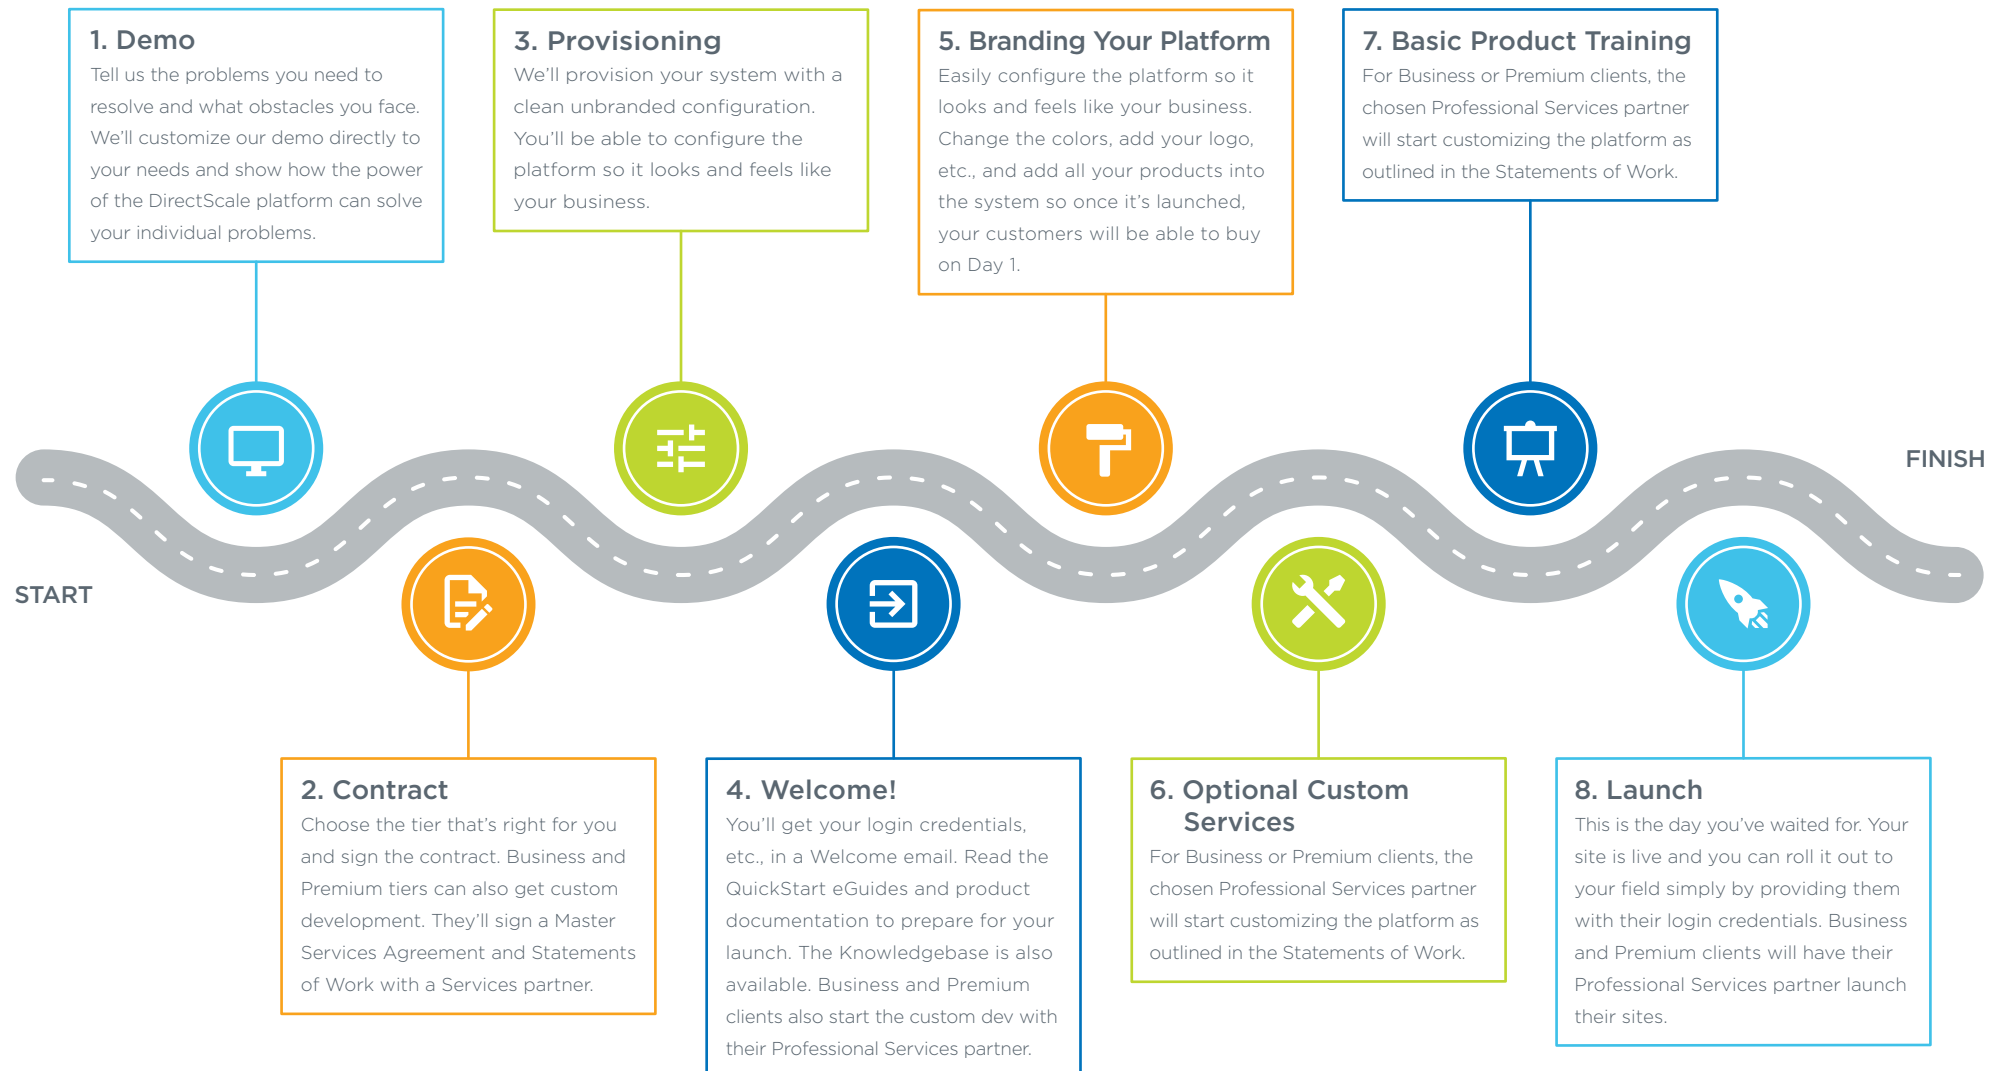 1. Demo
Tell us the problems you need to
resolve and what obstacles you face.
We'll customize our demo directly to
your needs and show how the power
of the DirectScale platform can solve
your individual problems.
3. Provisioning
We'll provision your system with a
clean unbranded configuration.
You'll be able to configure the
platform so it looks and feels like
your business.
5. Branding Your Platform
Easily configure the platform so it
looks and feels like your business.
Change the colors, add your logo,
etc., and add all your products into
the system so once it's launched,
your customers will be able to buy
on Day 1.
7. Basic Product Training
For Business or Premium clients, the
chosen Professional Services partner
will start customizing the platform as
outlined in the Statements of Work.
FINISH
START
2. Contract
Choose the tier that's right for you
and sign the contract. Business and
Premium tiers can also get custom
development. They'll sign a Master
Services Agreement and Statements
of Work with a Services partner.
4. Welcome!
You'll get your login credentials,
etc., in a Welcome email. Read the
QuickStart eGuides and product
documentation to prepare for your
launch. The Knowledgebase is also
available. Business and Premium
clients also start the custom dev with
their Professional Services partner.
6. Optional Custom
Services
For Business or Premium clients, the
chosen Professional Services partner
will start customizing the platform as
outlined in the Statements of Work.
8. Launch
This is the day you've waited for. Your
site is live and you can roll it out to
your field simply by providing them
with their login credentials. Business
and Premium clients will have their
Professional Services partner launch
their sites.